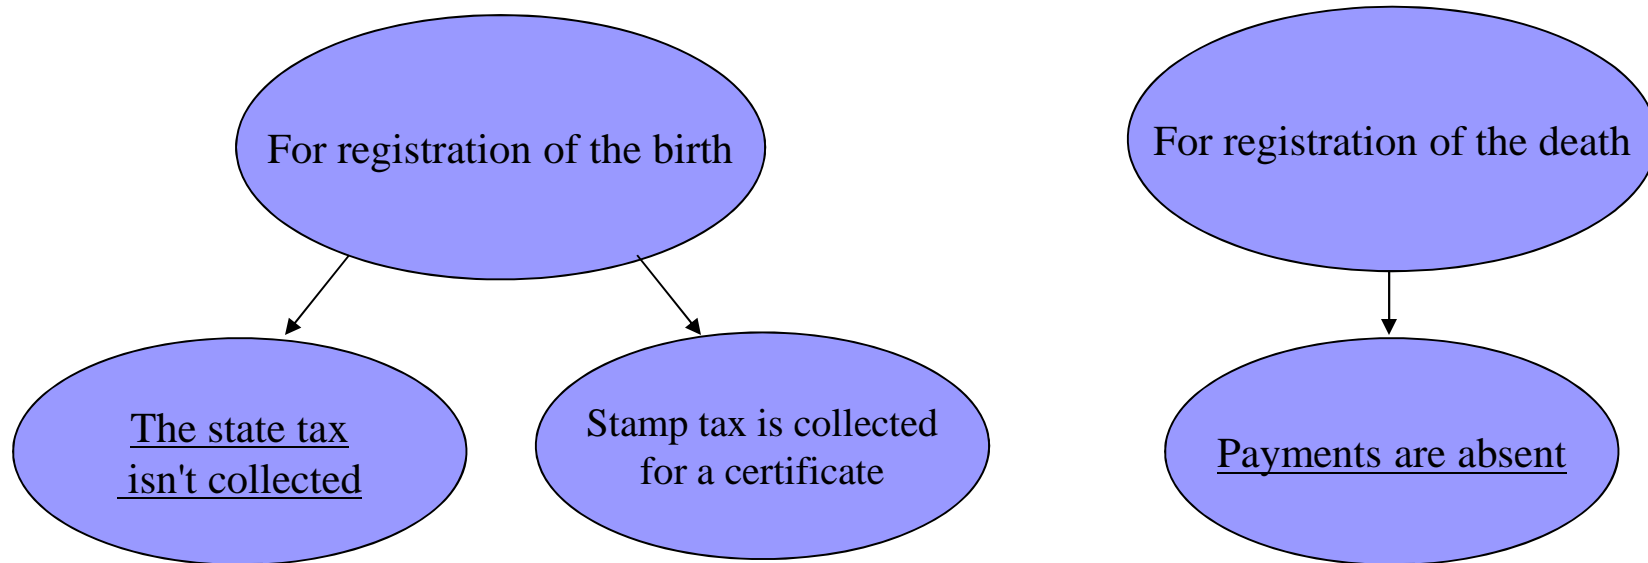 For registration of the birth
For registration of the death
The state tax
isn't collected
Stamp tax is collected
for a certificate
Payments are absent